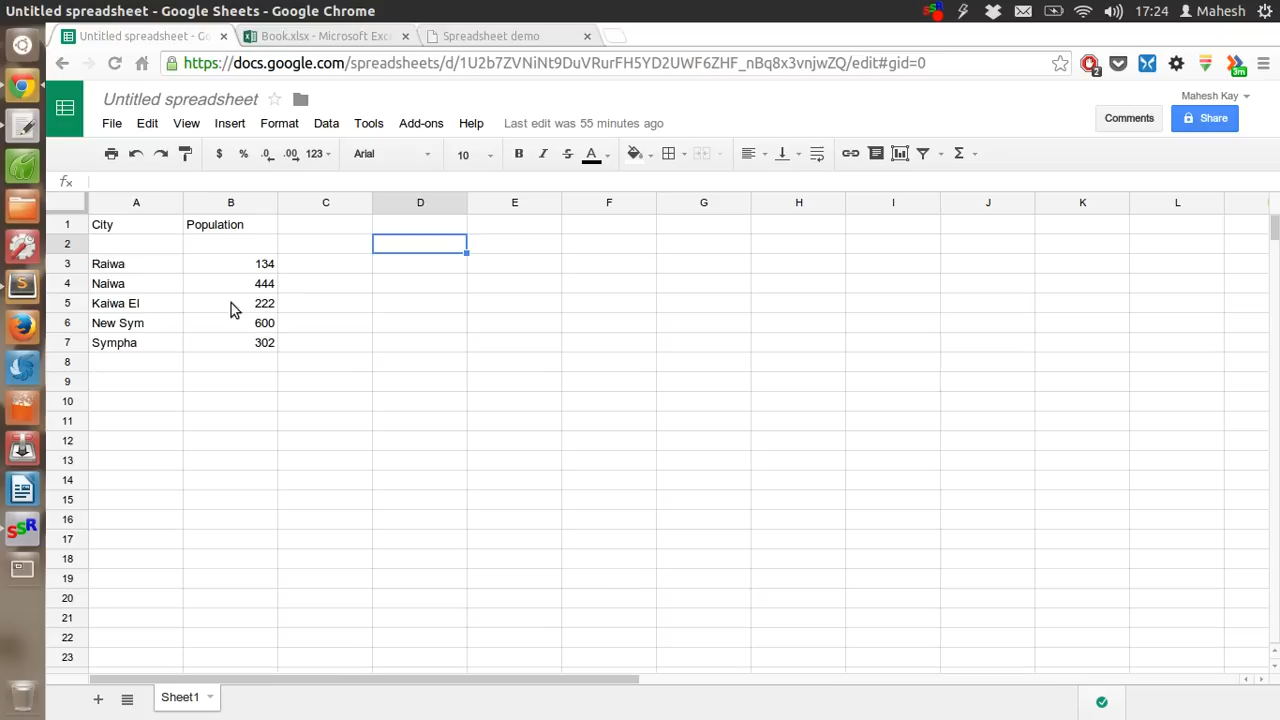 Untitled spreadsheet - Google Sheets - Google Chrome
17:24
Mahesh
Untitled spreadsheet - Go
Book.xlsx - Microsoft Exc
Spreadsheet demo
https://docs.google.com/spreadsheets/d/1U2b7ZVNiNt9DuVRurFH5YD2UWF6ZHF_nBq8x3vnjwZQ/edit#gid=0
2
3m
Untitled spreadsheet
Mahesh Kay
File Edit View Insert Format Data Tools Add-ons Help Last edit was 55 minutes ago
Comments
Share
$ % .0 .00 123 Arial 10 B I S A Σ
fx
A B C D E F G H I J K L
1 City Population
2
3 Raiwa 134
4 Naiwa 444
5 Kaiwa El 222
6 New Sym 600
7 Sympha 302
8
9
10
11
12
13
14
15
16
17
18
19
20
21
22
23
Sheet1
SSR